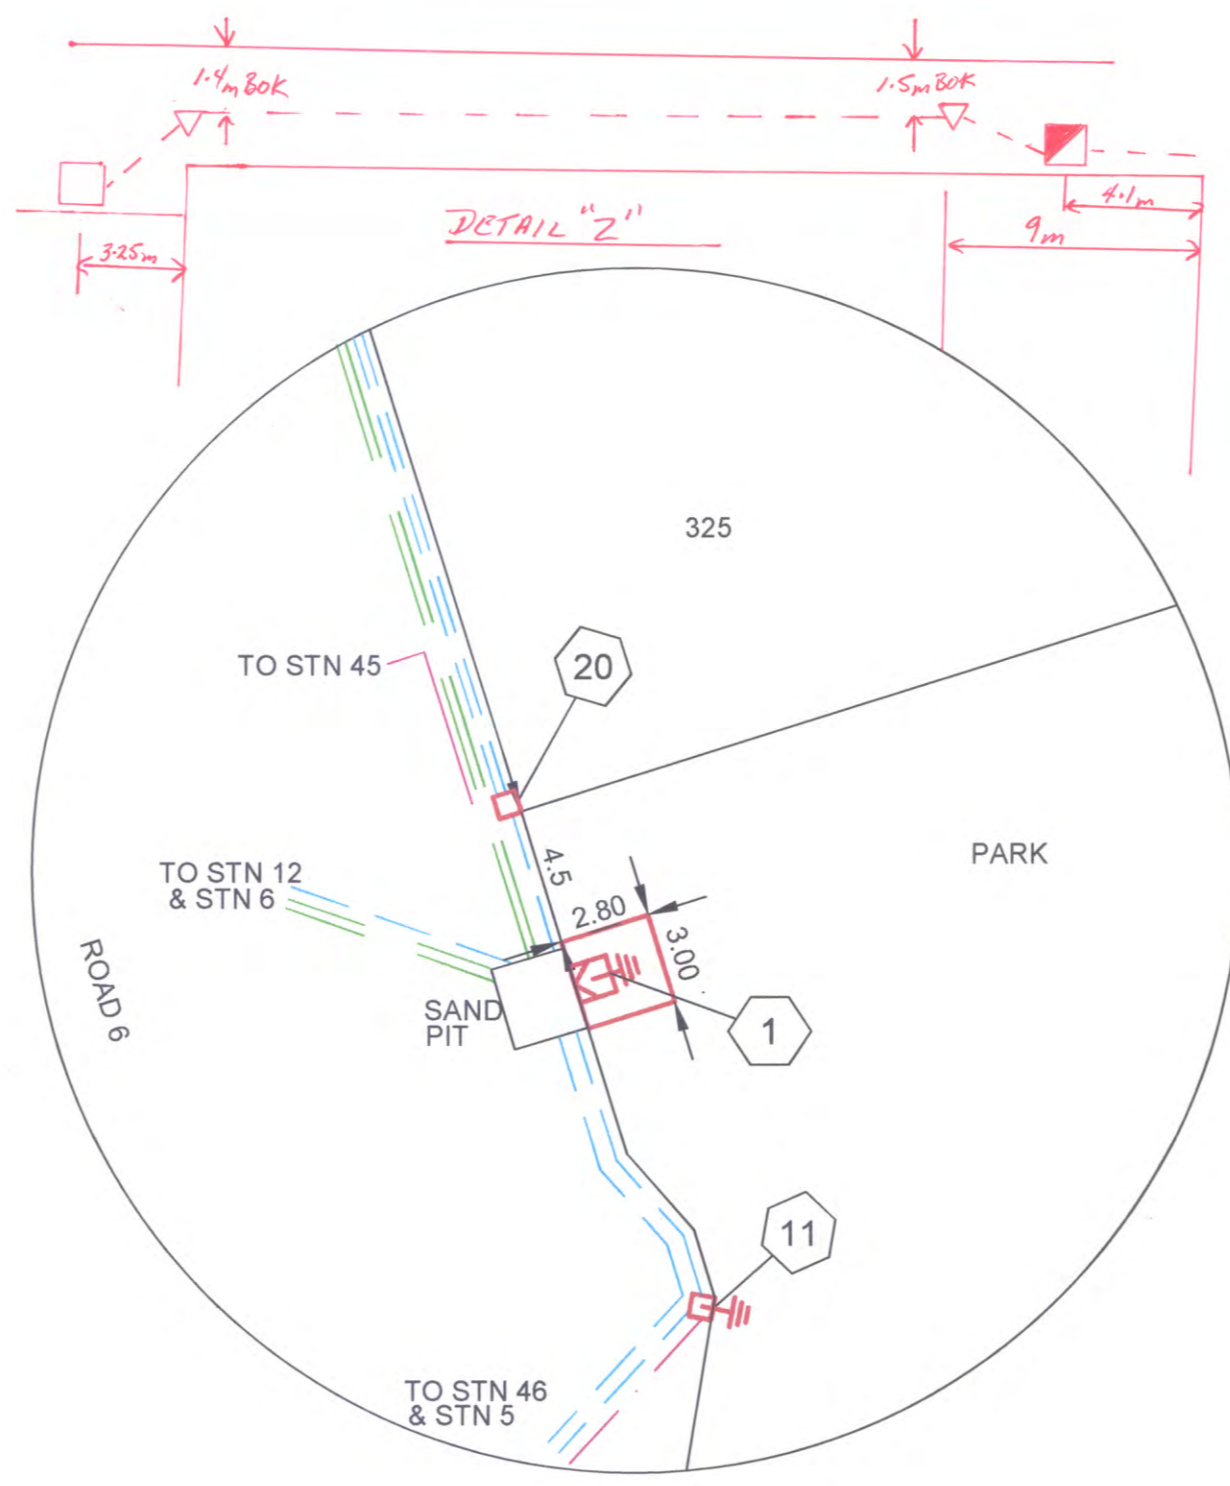 1.4m BOK
1.5m BOK
4.1m
DETAIL "Z"
9m
3.25m
325
TO STN 45
20
4.5
PARK
TO STN 12
& STN 6
2.80
3.00
ROAD 6
SAND
PIT
1
11
TO STN 46
& STN 5